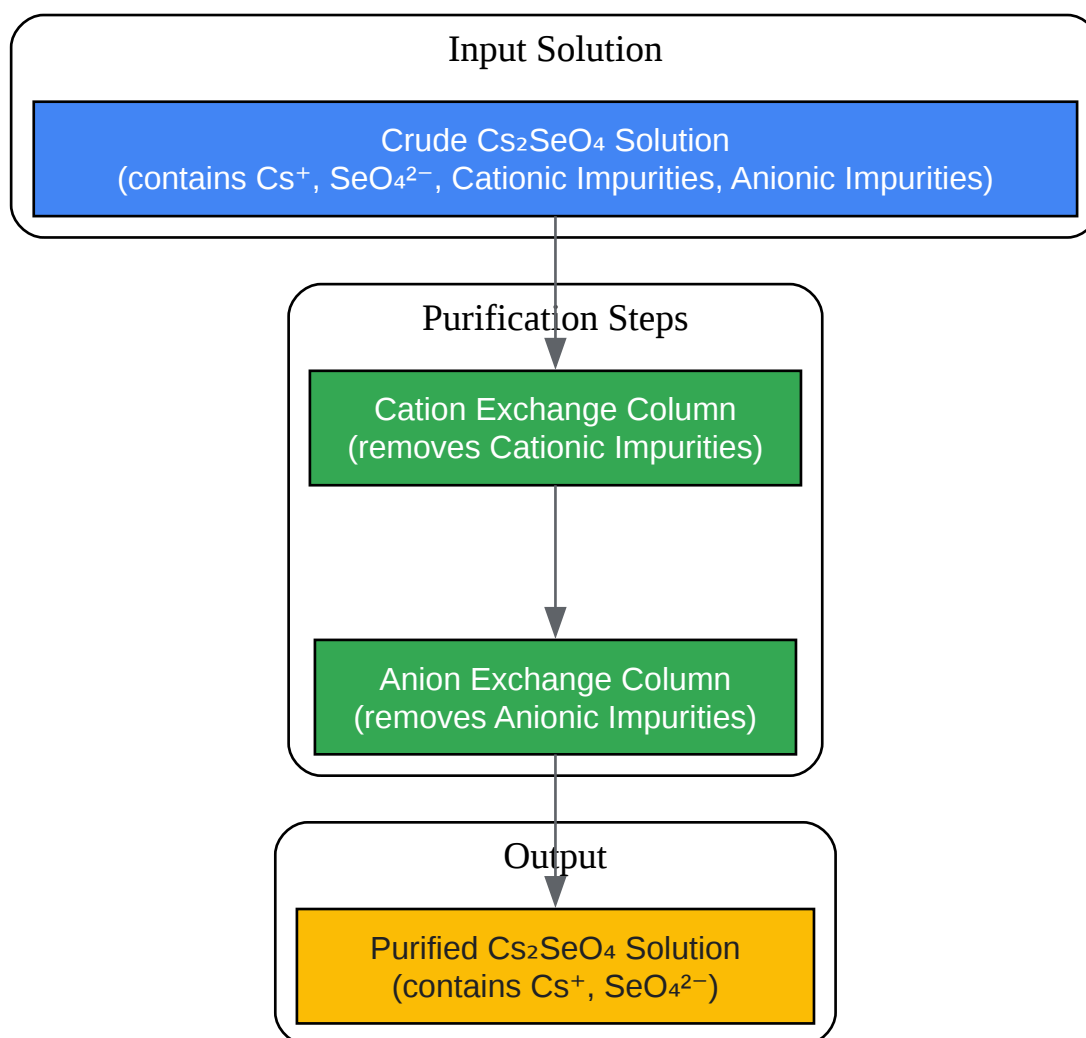 Input Solution
Crude Cs₂SeO₄ Solution
(contains Cs⁺, SeO₄²⁻, Cationic Impurities, Anionic Impurities)
Purification Steps
Cation Exchange Column
(removes Cationic Impurities)
Anion Exchange Column
(removes Anionic Impurities)
Output
Purified Cs₂SeO₄ Solution
(contains Cs⁺, SeO₄²⁻)